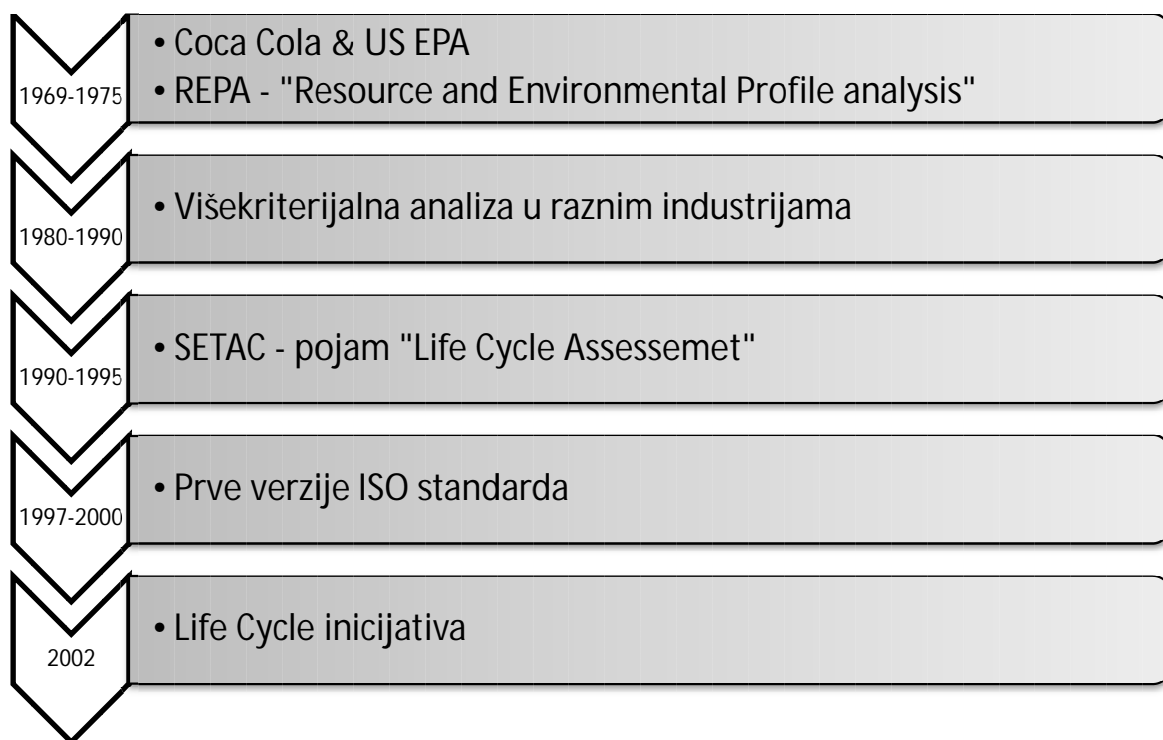 1969-1975
• Coca Cola & US EPA
• REPA - "Resource and Environmental Profile analysis"
1980-1990
• Višekriterijalna analiza u raznim industrijama
1990-1995
• SETAC - pojam "Life Cycle Assessemet"
1997-2000
• Prve verzije ISO standarda
2002
• Life Cycle inicijativa